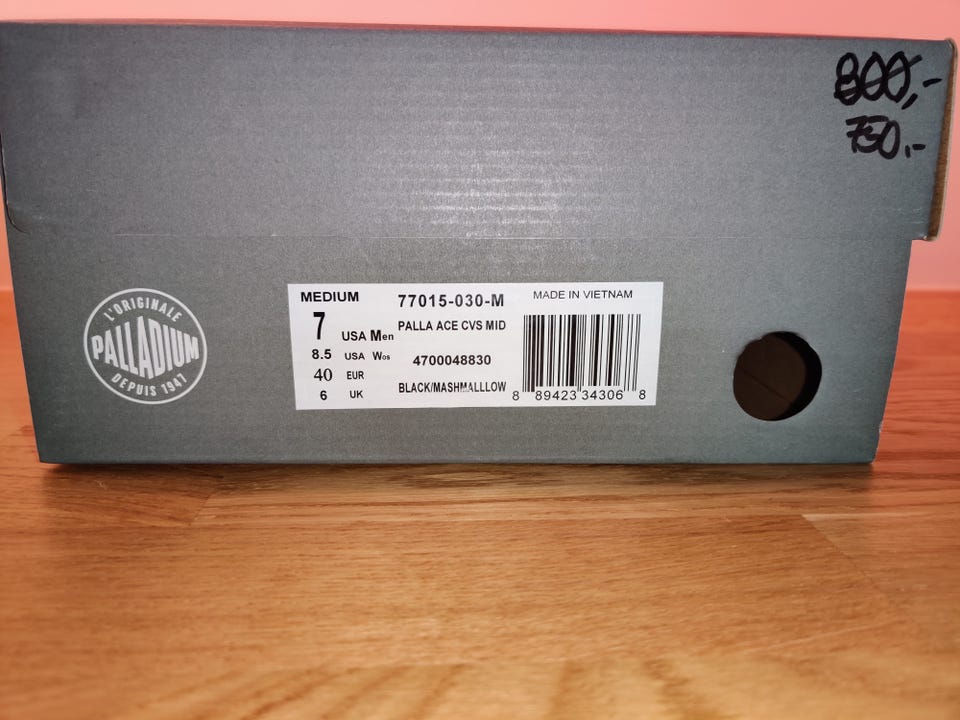 800,-
750.-
L'ORIGINALE
PALLADIUM
DEPUIS 1947
MEDIUM 77015-030-M MADE IN VIETNAM
7 USA Men PALLA ACE CVS MID
8.5 USA Wos 4700048830
40 EUR
6 UK BLACK/MASHMALLLOW
8 89423 34306 8